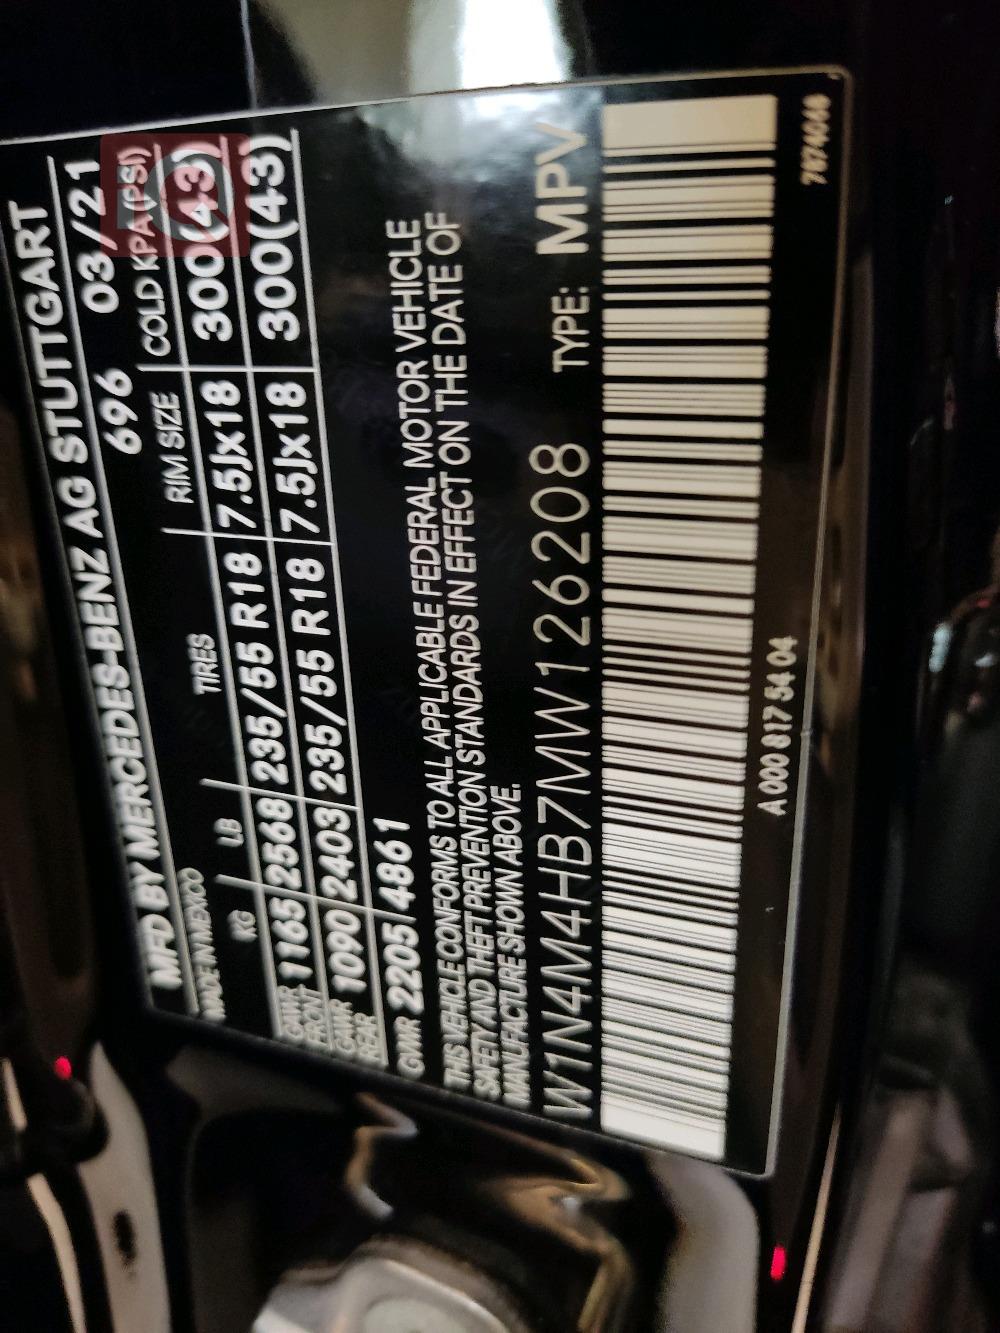 MFD BY MERCEDES-BENZ AG STUTTGART
MADE IN MEXICO 696 03/21
KG LB TIRES RIM SIZE COLD KPA(PSI)
GAWR FRONT 1165 2568 235/55 R18 7.5Jx18 300(43)
GAWR REAR 1090 2403 235/55 R18 7.5Jx18 300(43)
GVWR 2205 4861
THIS VEHICLE CONFORMS TO ALL APPLICABLE FEDERAL MOTOR VEHICLE
SAFETY AND THEFT PREVENTION STANDARDS IN EFFECT ON THE DATE OF
MANUFACTURE SHOWN ABOVE.
W1N4M4HB7MW126208 TYPE: MPV
A 000 817 54 04
7874046